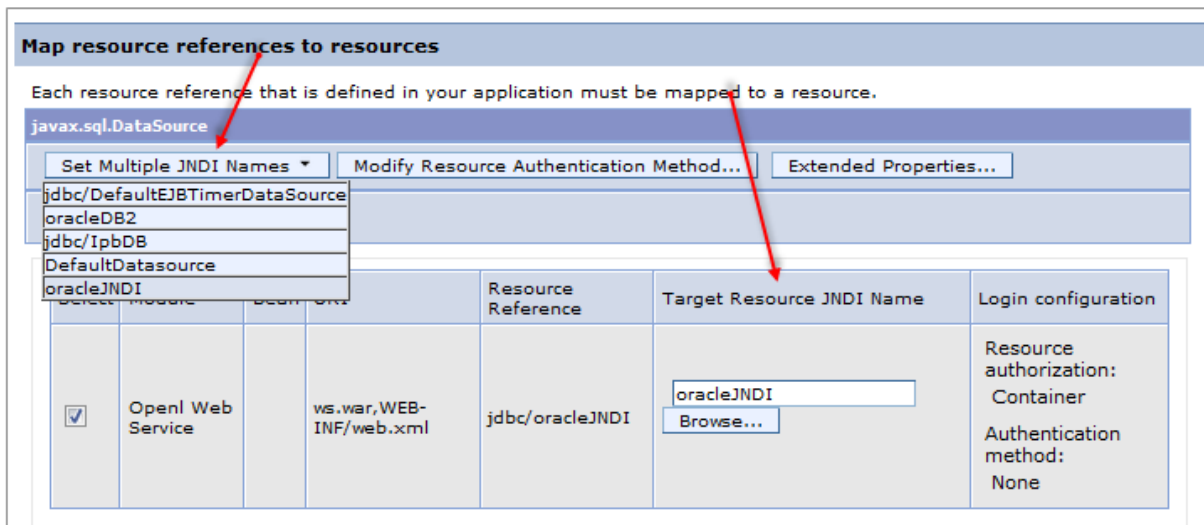 Map resource references to resources
Each resource reference that is defined in your application must be mapped to a resource.
javax.sql.DataSource
Set Multiple JNDI Names Modify Resource Authentication Method... Extended Properties...
jdbc/DefaultEJBTimerDataSource
oracleDB2
jdbc/IpbDB
DefaultDatasource
oracleJNDI
Select Module Bean URI
Resource
Reference
Target Resource JNDI Name
Login configuration
Openl Web
Service
ws.war,WEB-
INF/web.xml
jdbc/oracleJNDI
oracleJNDI
Browse...
Resource
authorization:
Container
Authentication
method:
None